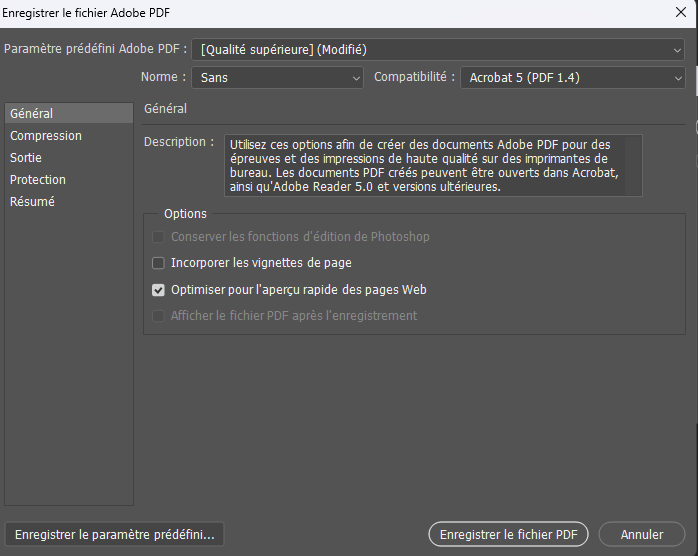 Enregistrer le fichier Adobe PDF
Paramètre prédéfini Adobe PDF : [Qualité supérieure] (Modifié)
Norme : Sans Compatibilité : Acrobat 5 (PDF 1.4)
Général
Compression
Sortie
Protection
Résumé
Général
Description : Utilisez ces options afin de créer des documents Adobe PDF pour des
épreuves et des impressions de haute qualité sur des imprimantes de
bureau. Les documents PDF créés peuvent être ouverts dans Acrobat,
ainsi qu'Adobe Reader 5.0 et versions ultérieures.
Options
Conserver les fonctions d'édition de Photoshop
Incorporer les vignettes de page
Optimiser pour l'aperçu rapide des pages Web
Afficher le fichier PDF après l'enregistrement
Enregistrer le paramètre prédéfini... Enregistrer le fichier PDF Annuler